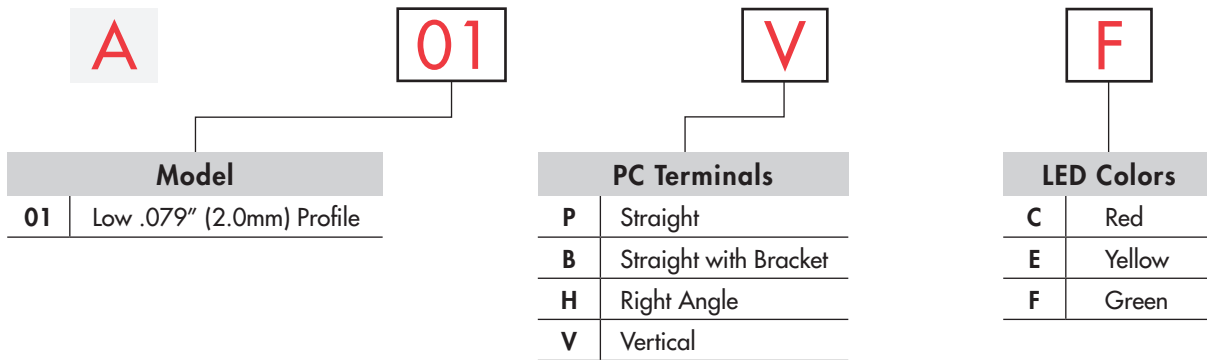 A 01 V F
Model
01 Low .079″ (2.0mm) Profile
PC Terminals
P Straight
B Straight with Bracket
H Right Angle
V Vertical
LED Colors
C Red
E Yellow
F Green